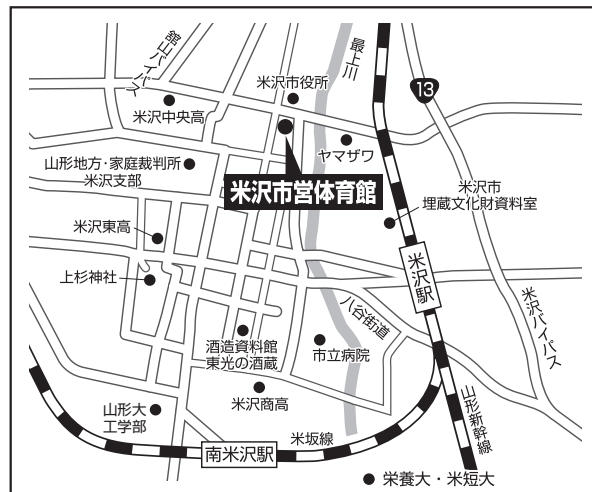 舘山バイパス
最上川
米沢市役所
米沢中央高
13
ヤマザワ
山形地方・家庭裁判所
米沢支部
米沢市営体育館
米沢市
埋蔵文化財資料室
米沢東高
米沢駅
上杉神社
八谷街道
米沢バイパス
酒造資料館
東光の酒蔵
市立病院
米沢商高
山形大
工学部
米坂線
南米沢駅
山形新幹線
栄養大・米短大